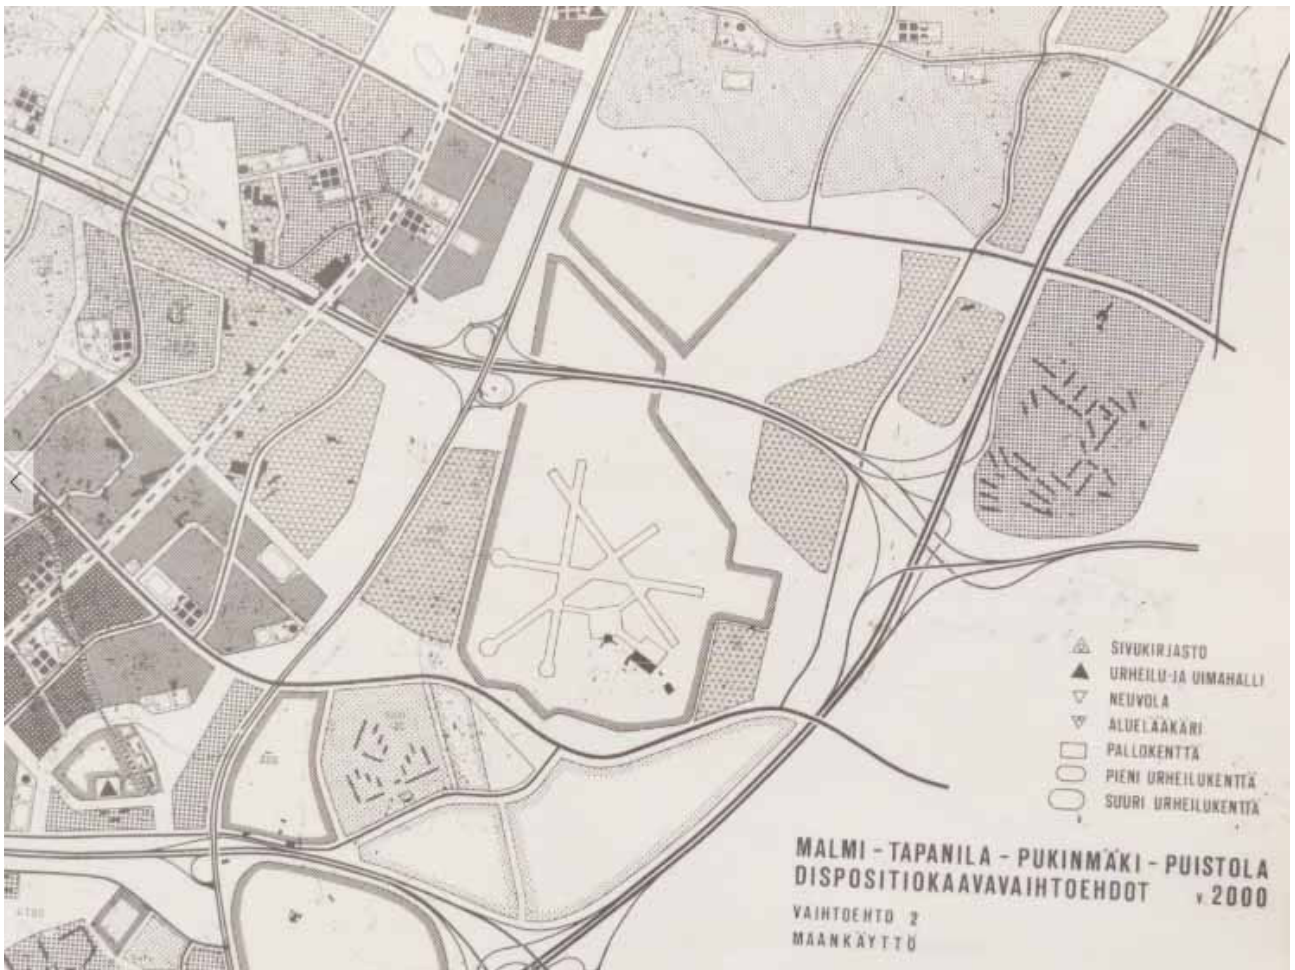 SIVUKIRJASTO
URHEILU-JA UIMAHALLI
NEUVOLA
ALUELÄÄKÄRI
PALLOKENTTÄ
PIENI URHEILUKENTTÄ
SUURI URHEILUKENTTÄ
MALMI - TAPANILA - PUKINMÄKI - PUISTOLA
DISPOSITIOKAAVAVAIHTOEHDOT v. 2000
VAIHTOEHTO 2
MAANKÄYTTÖ